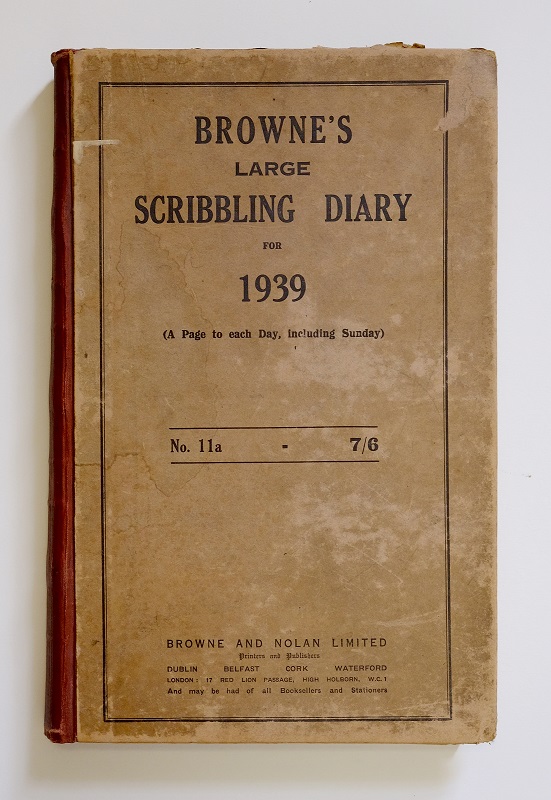 BROWNE'S
LARGE
SCRIBBLING DIARY
FOR
1939
(A Page to each Day, including Sunday)
No. 11a - 7/6
BROWNE AND NOLAN LIMITED
Printers and Publishers
DUBLIN BELFAST CORK WATERFORD
LONDON: 17 RED LION PASSAGE, HIGH HOLBORN, W.C.1
And may be had of all Booksellers and Stationers